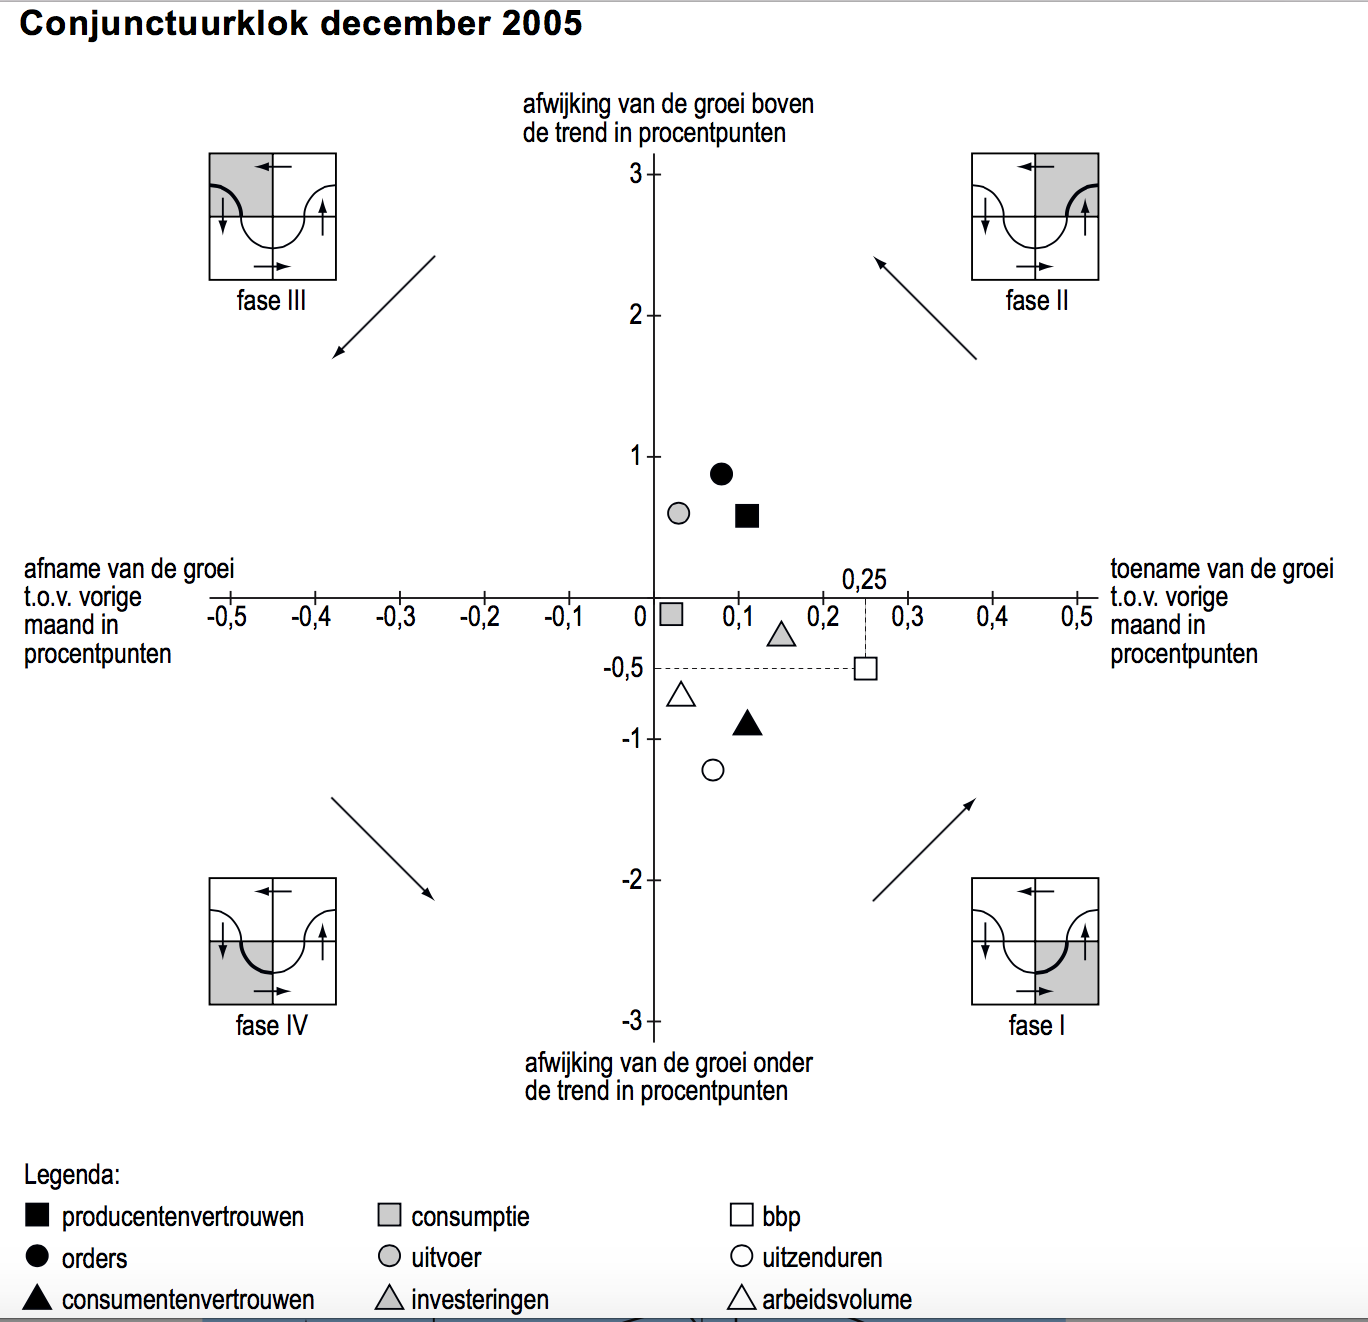 Conjunctuurklok december 2005
afwijking van de groei boven
de trend in procentpunten
3
fase III
fase II
2
1
afname van de groei
t.o.v. vorige
maand in
procentpunten
toename van de groei
t.o.v. vorige
maand in
procentpunten
0,25
-0,5 -0,4 -0,3 -0,2 -0,1 0 0,1 0,2 0,3 0,4 0,5
-0,5
-1
-2
-3
fase IV
fase I
afwijking van de groei onder
de trend in procentpunten
Legenda:
producentenvertrouwen consumptie bbp
orders uitvoer uitzenduren
consumentenvertrouwen investeringen arbeidsvolume